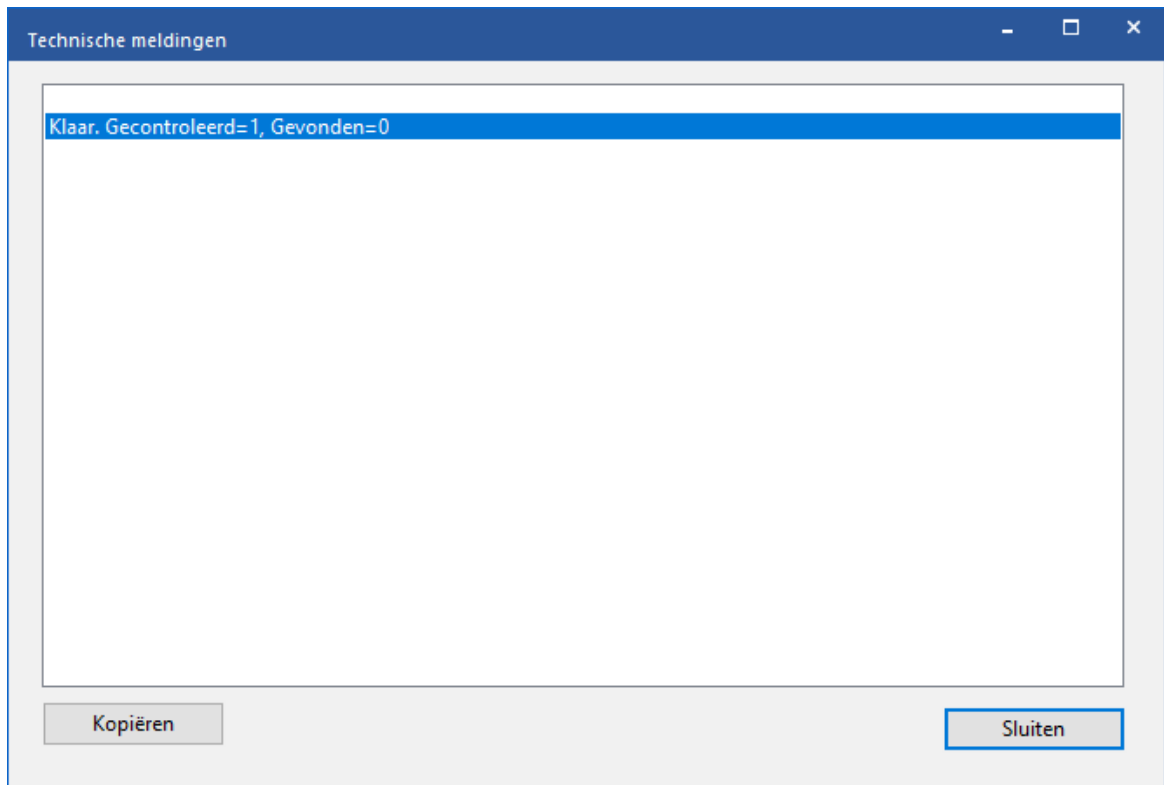 Technische meldingen
Klaar. Gecontroleerd=1, Gevonden=0
Kopiëren
Sluiten